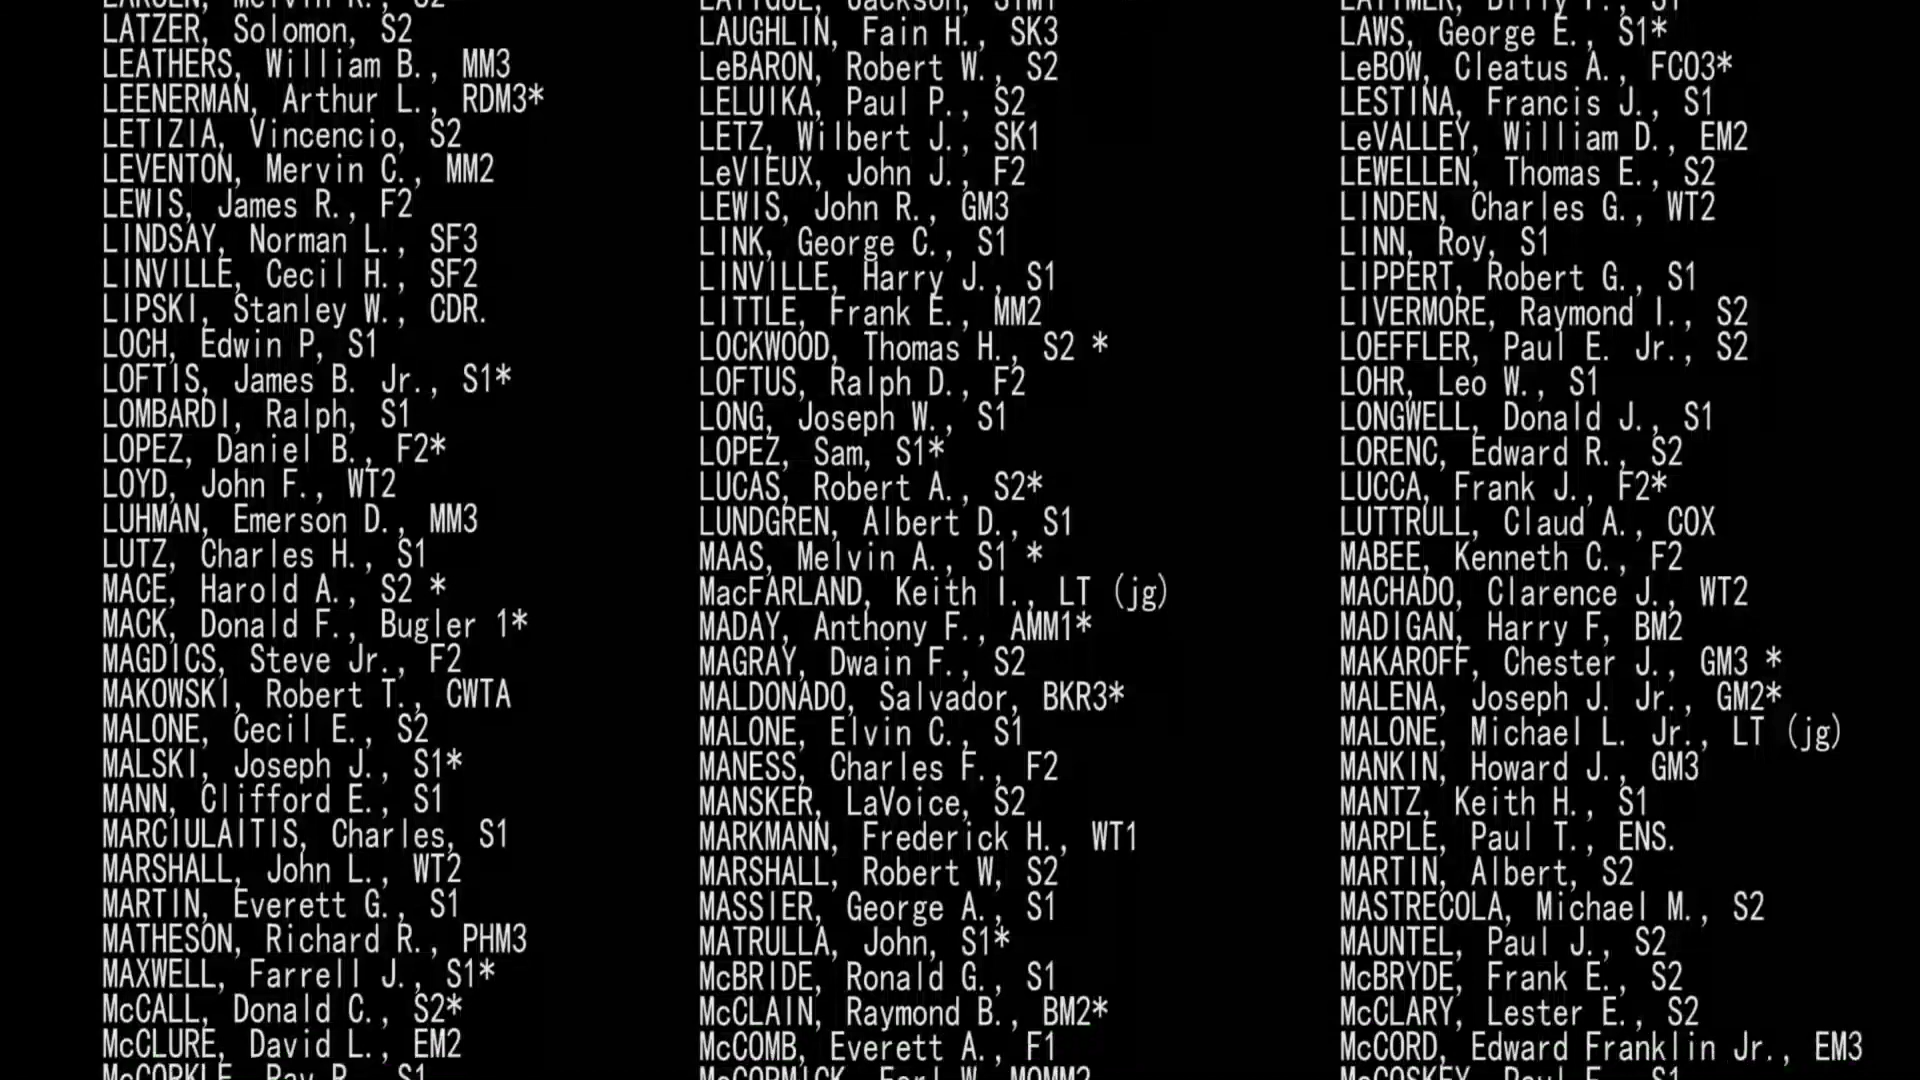 LATZER, Solomon, S2 LAUGHLIN, Fain H., SK3 LAWS, George E., S1*
LEATHERS, William B., MM3 LeBARON, Robert W., S2 LeBOW, Cleatus A., FCO3*
LEENERMAN, Arthur L., RDM3* LELUIKA, Paul P., S2 LESTINA, Francis J., S1
LETIZIA, Vincencio, S2 LETZ, Wilbert J., SK1 LeVALLEY, William D., EM2
LEVENTON, Mervin C., MM2 LeVIEUX, John J., F2 LEWELLEN, Thomas E., S2
LEWIS, James R., F2 LEWIS, John R., GM3 LINDEN, Charles G., WT2
LINDSAY, Norman L., SF3 LINK, George C., S1 LINN, Roy, S1
LINVILLE, Cecil H., SF2 LINVILLE, Harry J., S1 LIPPERT, Robert G., S1
LIPSKI, Stanley W., CDR. LITTLE, Frank E., MM2 LIVERMORE, Raymond I., S2
LOCH, Edwin P, S1 LOCKWOOD, Thomas H., S2 * LOEFFLER, Paul E. Jr., S2
LOFTIS, James B. Jr., S1* LOFTUS, Ralph D., F2 LOHR, Leo W., S1
LOMBARDI, Ralph, S1 LONG, Joseph W., S1 LONGWELL, Donald J., S1
LOPEZ, Daniel B., F2* LOPEZ, Sam, S1* LORENC, Edward R., S2
LOYD, John F., WT2 LUCAS, Robert A., S2* LUCCA, Frank J., F2*
LUHMAN, Emerson D., MM3 LUNDGREN, Albert D., S1 LUTTRULL, Claud A., COX
LUTZ, Charles H., S1 MAAS, Melvin A., S1 * MABEE, Kenneth C., F2
MACE, Harold A., S2 * MacFARLAND, Keith I., LT (jg) MACHADO, Clarence J., WT2
MACK, Donald F., Bugler 1* MADAY, Anthony F., AMM1* MADIGAN, Harry F, BM2
MAGDICS, Steve Jr., F2 MAGRAY, Dwain F., S2 MAKAROFF, Chester J., GM3 *
MAKOWSKI, Robert T., CWTA MALDONADO, Salvador, BKR3* MALENA, Joseph J. Jr., GM2*
MALONE, Cecil E., S2 MALONE, Elvin C., S1 MALONE, Michael L. Jr., LT (jg)
MALSKI, Joseph J., S1* MANESS, Charles F., F2 MANKIN, Howard J., GM3
MANN, Clifford E., S1 MANSKER, LaVoice, S2 MANTZ, Keith H., S1
MARCIULAITIS, Charles, S1 MARKMANN, Frederick H., WT1 MARPLE, Paul T., ENS.
MARSHALL, John L., WT2 MARSHALL, Robert W, S2 MARTIN, Albert, S2
MARTIN, Everett G., S1 MASSIER, George A., S1 MASTRECOLA, Michael M., S2
MATHESON, Richard R., PHM3 MATRULLA, John, S1* MAUNTEL, Paul J., S2
MAXWELL, Farrell J., S1* McBRIDE, Ronald G., S1 McBRYDE, Frank E., S2
McCALL, Donald C., S2* McCLAIN, Raymond B., BM2* McCLARY, Lester E., S2
McCLURE, David L., EM2 McCOMB, Everett A., F1 McCORD, Edward Franklin Jr., EM3